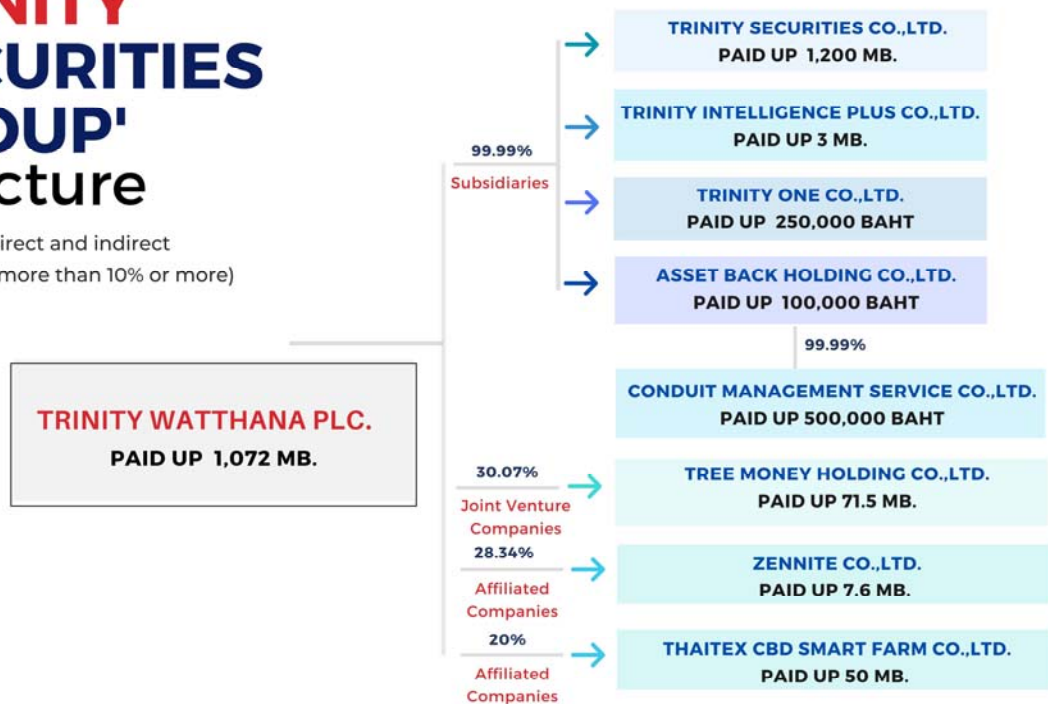 NITY
CURITIES
OUP'
cture
irect and indirect
more than 10% or more)
TRINITY WATTHANA PLC.
PAID UP 1,072 MB.
99.99%
Subsidiaries
TRINITY SECURITIES CO.,LTD.
PAID UP 1,200 MB.
TRINITY INTELLIGENCE PLUS CO.,LTD.
PAID UP 3 MB.
TRINITY ONE CO.,LTD.
PAID UP 250,000 BAHT
ASSET BACK HOLDING CO.,LTD.
PAID UP 100,000 BAHT
99.99%
CONDUIT MANAGEMENT SERVICE CO.,LTD.
PAID UP 500,000 BAHT
30.07%
Joint Venture
Companies
TREE MONEY HOLDING CO.,LTD.
PAID UP 71.5 MB.
28.34%
Affiliated
Companies
ZENNITE CO.,LTD.
PAID UP 7.6 MB.
20%
Affiliated
Companies
THAITEX CBD SMART FARM CO.,LTD.
PAID UP 50 MB.